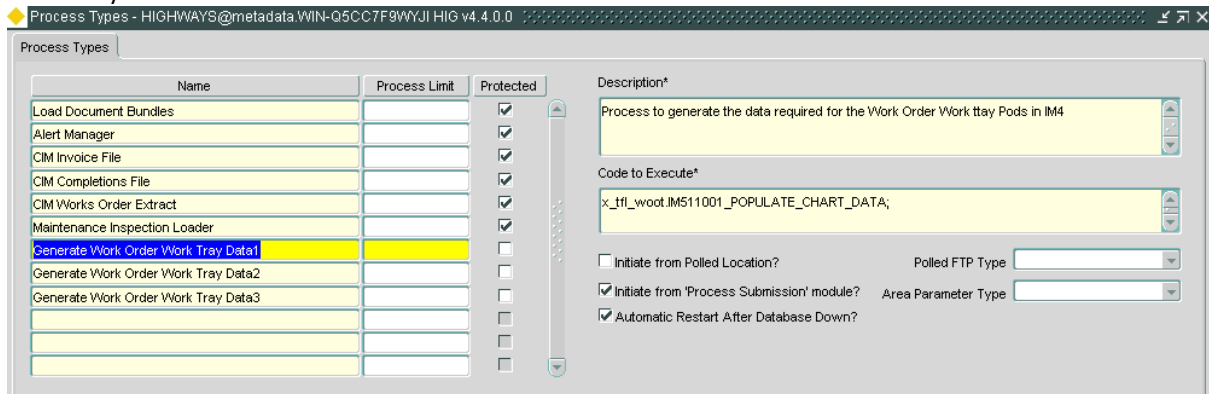 Process Types - HIGHWAYS@metadata.WIN-Q5CC7F9WYJI HIG v4.4.0.0
Process Types
Name Process Limit Protected
Load Document Bundles
Alert Manager
CIM Invoice File
CIM Completions File
CIM Works Order Extract
Maintenance Inspection Loader
Generate Work Order Work Tray Data1
Generate Work Order Work Tray Data2
Generate Work Order Work Tray Data3
Description*
Process to generate the data required for the Work Order Work ttay Pods in IM4
Code to Execute*
x_tfl_woot.IM511001_POPULATE_CHART_DATA;
Initiate from Polled Location? Polled FTP Type
Initiate from 'Process Submission' module? Area Parameter Type
Automatic Restart After Database Down?